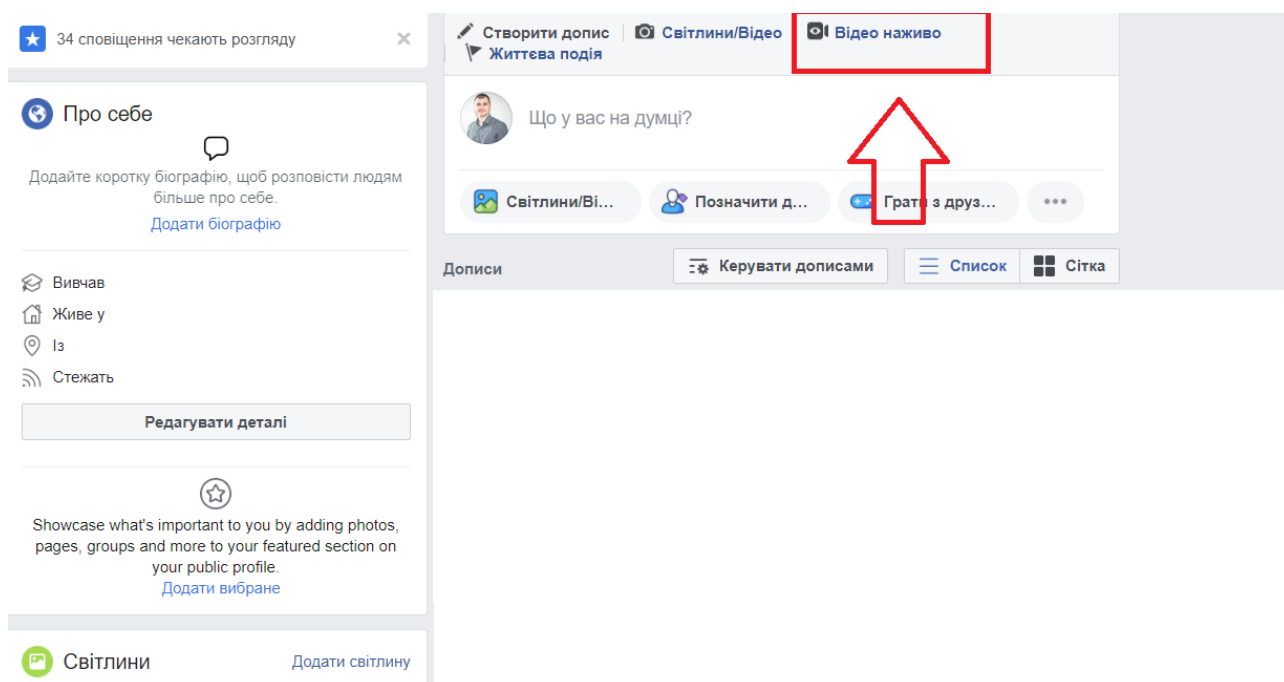 34 сповіщення чекають розгляду
Про себе
Додайте коротку біографію, щоб розповісти людям
більше про себе.
Додати біографію
Вивчав
Живе у
Із
Стежать
Редагувати деталі
Showcase what's important to you by adding photos,
pages, groups and more to your featured section on
your public profile.
Додати вибране
Світлини Додати світлину
Створити допис Світлини/Відео Відео наживо
Життєва подія
Що у вас на думці?
Світлини/Ві... Позначити д... Грати з друз...
Дописи Керувати дописами Список Сітка